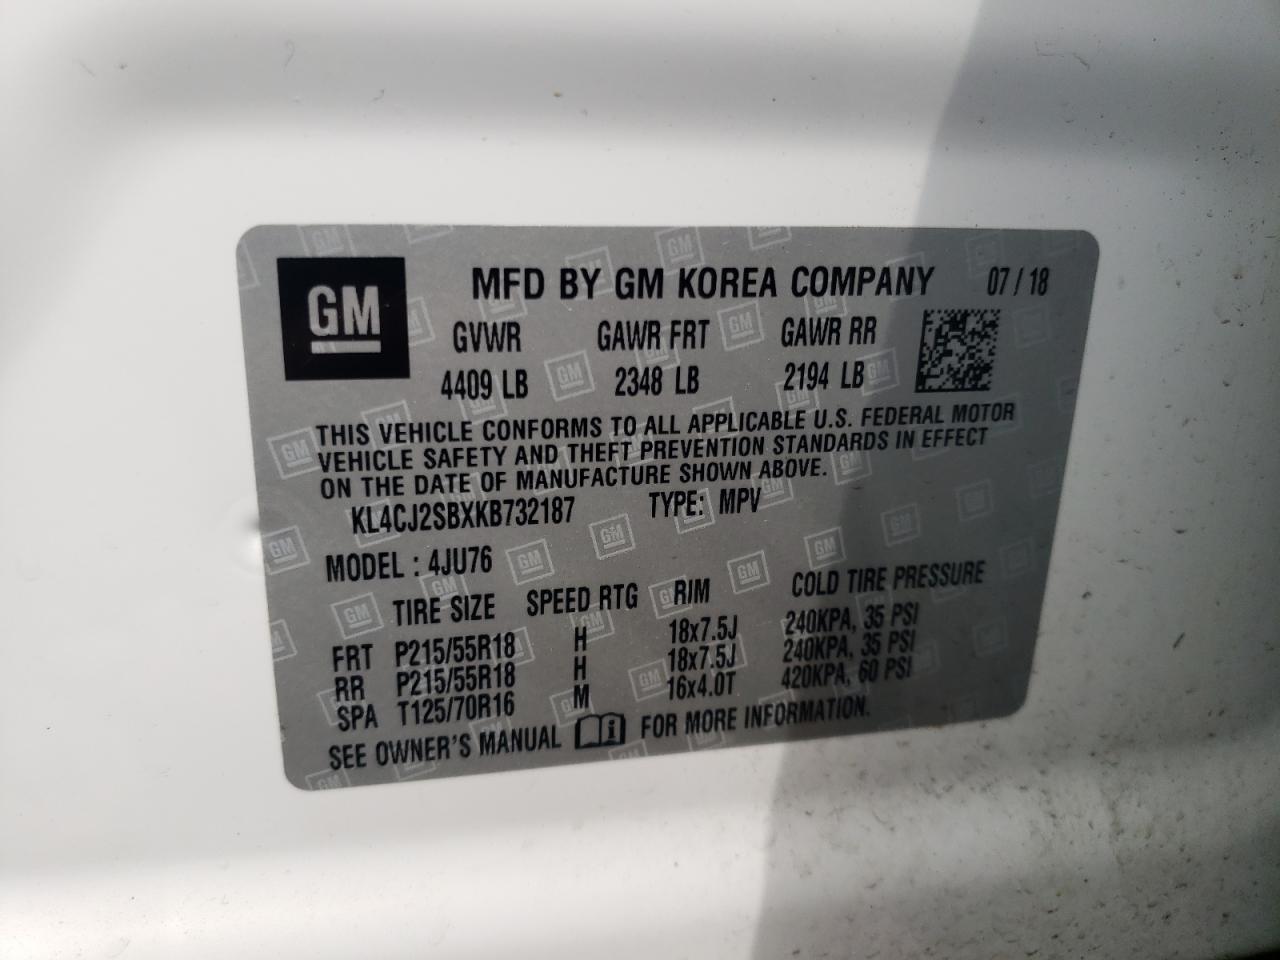 GM
MFD BY GM KOREA COMPANY 07 / 18
GVWR GAWR FRT GAWR RR
4409 LB 2348 LB 2194 LB
THIS VEHICLE CONFORMS TO ALL APPLICABLE U.S. FEDERAL MOTOR
VEHICLE SAFETY AND THEFT PREVENTION STANDARDS IN EFFECT
ON THE DATE OF MANUFACTURE SHOWN ABOVE.
KL4CJ2SBXKB732187 TYPE: MPV
MODEL : 4JU76
TIRE SIZE SPEED RTG RIM COLD TIRE PRESSURE
FRT P215/55R18 H 18x7.5J 240KPA, 35 PSI
RR P215/55R18 H 18x7.5J 240KPA, 35 PSI
SPA T125/70R16 M 16x4.0T 420KPA, 60 PSI
SEE OWNER'S MANUAL i FOR MORE INFORMATION.